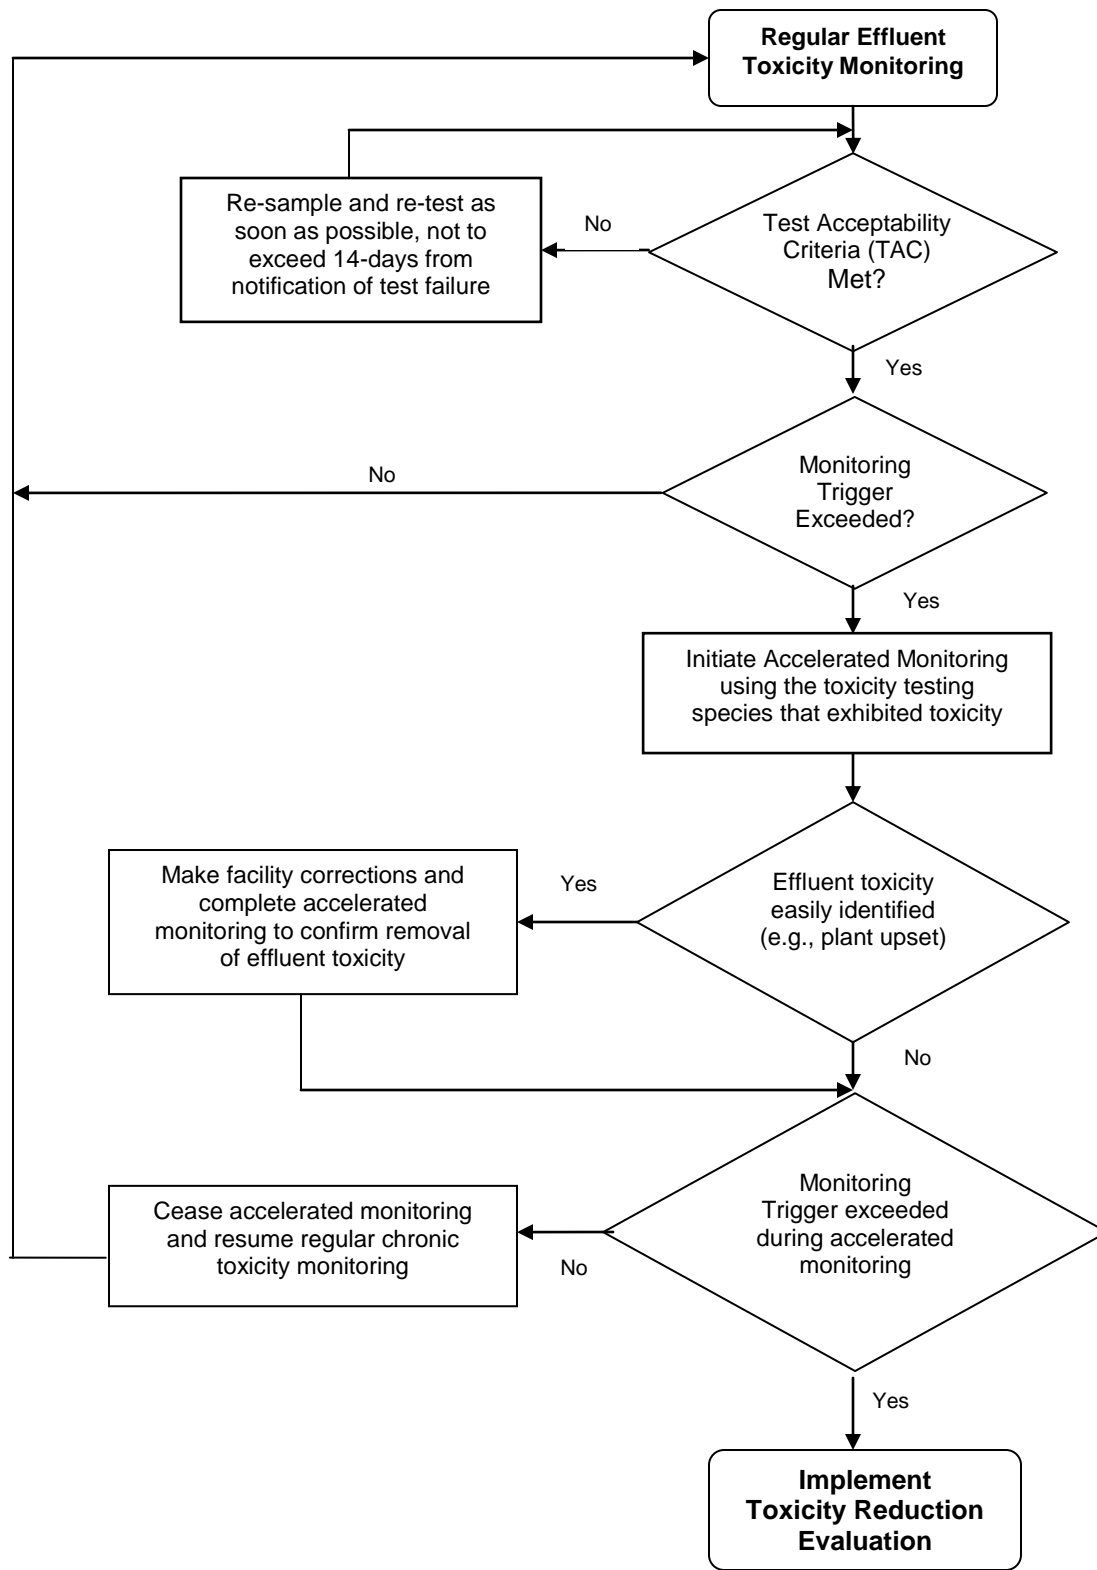 Regular Effluent
Toxicity Monitoring
Re-sample and re-test as
soon as possible, not to
exceed 14-days from
notification of test failure
No
Test Acceptability
Criteria (TAC)
Met?
Yes
No
Monitoring
Trigger
Exceeded?
Yes
Initiate Accelerated Monitoring
using the toxicity testing
species that exhibited toxicity
Make facility corrections and
complete accelerated
monitoring to confirm removal
of effluent toxicity
Yes
Effluent toxicity
easily identified
(e.g., plant upset)
No
Cease accelerated monitoring
and resume regular chronic
toxicity monitoring
No
Monitoring
Trigger exceeded
during accelerated
monitoring
Yes
Implement
Toxicity Reduction
Evaluation